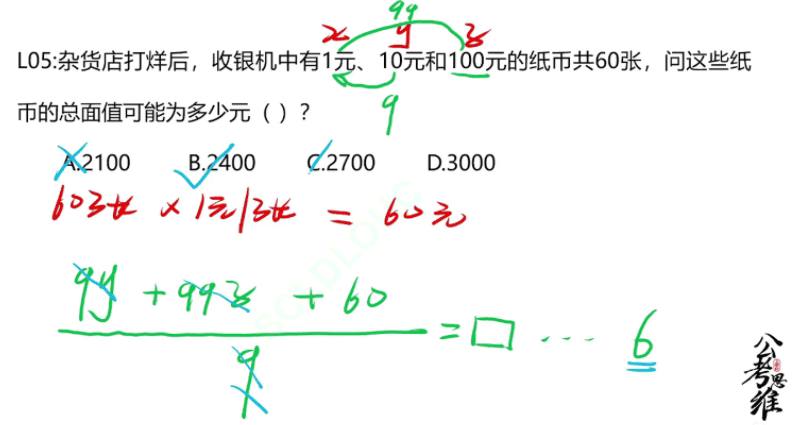 99
x y z
L05:杂货店打烊后，收银机中有1元、10元和100元的纸币共60张，问这些纸
9
币的总面值可能为多少元（ ）？
A.2100 B.2400 C.2700 D.3000
60张 × 1元/张 = 60元
9y + 99z + 60
9
= □ … 6
公考思维